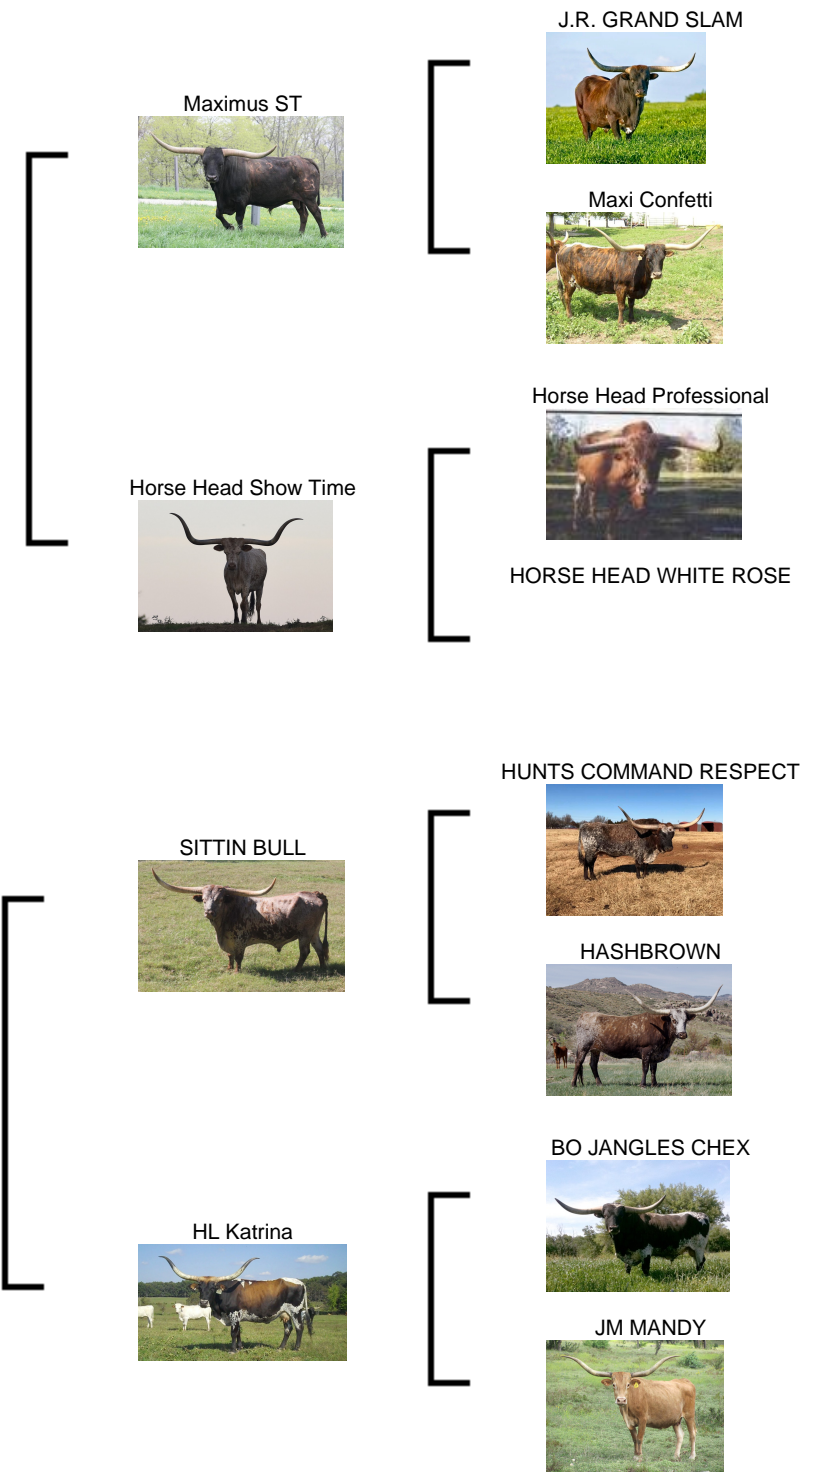 J.R. GRAND SLAM
Maximus ST
Maxi Confetti
Horse Head Professional
Horse Head Show Time
HORSE HEAD WHITE ROSE
HUNTS COMMAND RESPECT
SITTIN BULL
HASHBROWN
BO JANGLES CHEX
HL Katrina
JM MANDY